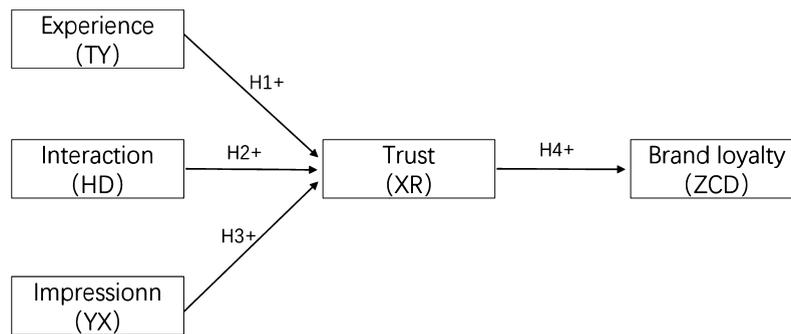 Experience
（TY）
H1+
Interaction
（HD）
H2+
Trust
（XR）
H4+
Brand loyalty
（ZCD）
H3+
Impressionn
（YX）